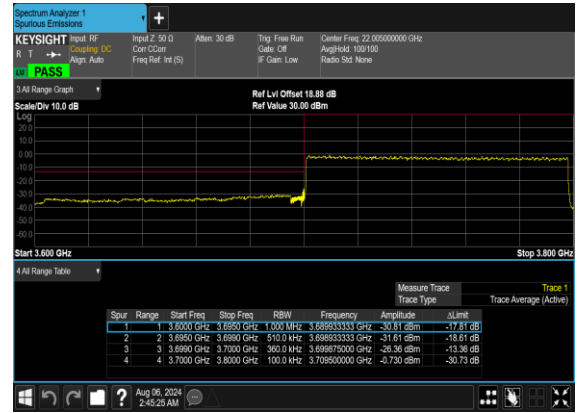 Spectrum Analyzer 1
Spurious Emissions
KEYSIGHT Input: RF Input Z: 50 Ω Atten: 30 dB Trig: Free Run Center Freq: 22.005000000 GHz
R T Coupling: DC Corr CCorr Gate: Off Avg|Hold: 100/100
Align: Auto Freq Ref: Int (S) IF Gain: Low Radio Std: None
PASS
3 All Range Graph Ref Lvl Offset 18.88 dB
Scale/Div 10.0 dB Ref Value 30.00 dBm
Log
20.0
10.0
0.00
-10.0
-20.0
-30.0
-40.0
-50.0
-60.0
Start 3.600 GHz Stop 3.800 GHz
4 All Range Table
Measure Trace Trace 1
Trace Type Trace Average (Active)
Spur Range Start Freq Stop Freq RBW Frequency Amplitude ΔLimit
1 1 3.6000 GHz 3.6950 GHz 1.000 MHz 3.689933333 GHz -30.81 dBm -17.81 dB
2 2 3.6950 GHz 3.6990 GHz 510.0 kHz 3.698933333 GHz -31.61 dBm -18.61 dB
3 3 3.6990 GHz 3.7000 GHz 360.0 kHz 3.699875000 GHz -26.36 dBm -13.36 dB
4 4 3.7000 GHz 3.8000 GHz 100.0 kHz 3.709500000 GHz -0.730 dBm -30.73 dB
?
Aug 06, 2024
2:45:25 AM